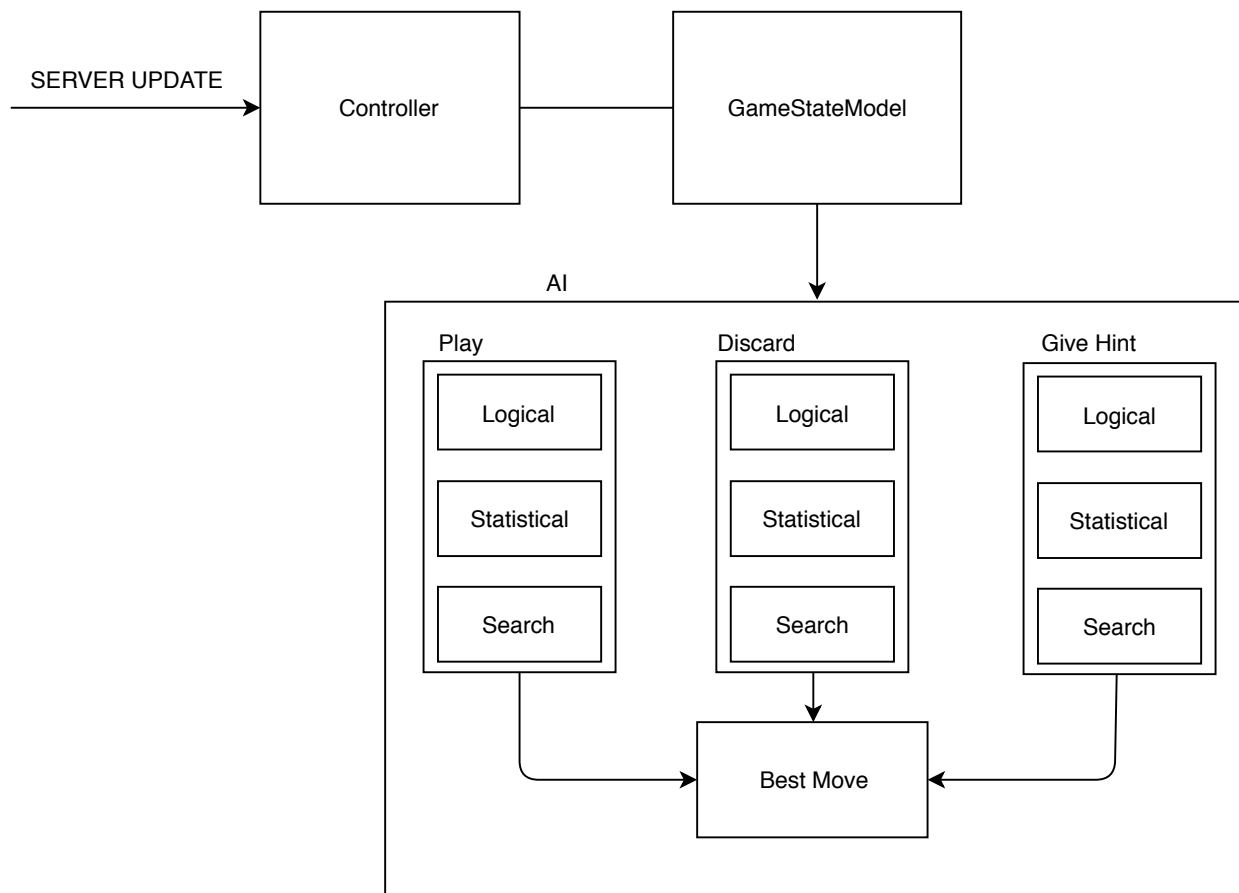 SERVER UPDATE
Controller
GameStateModel
AI
Play
Discard
Give Hint
Logical
Logical
Logical
Statistical
Statistical
Statistical
Search
Search
Search
Best Move